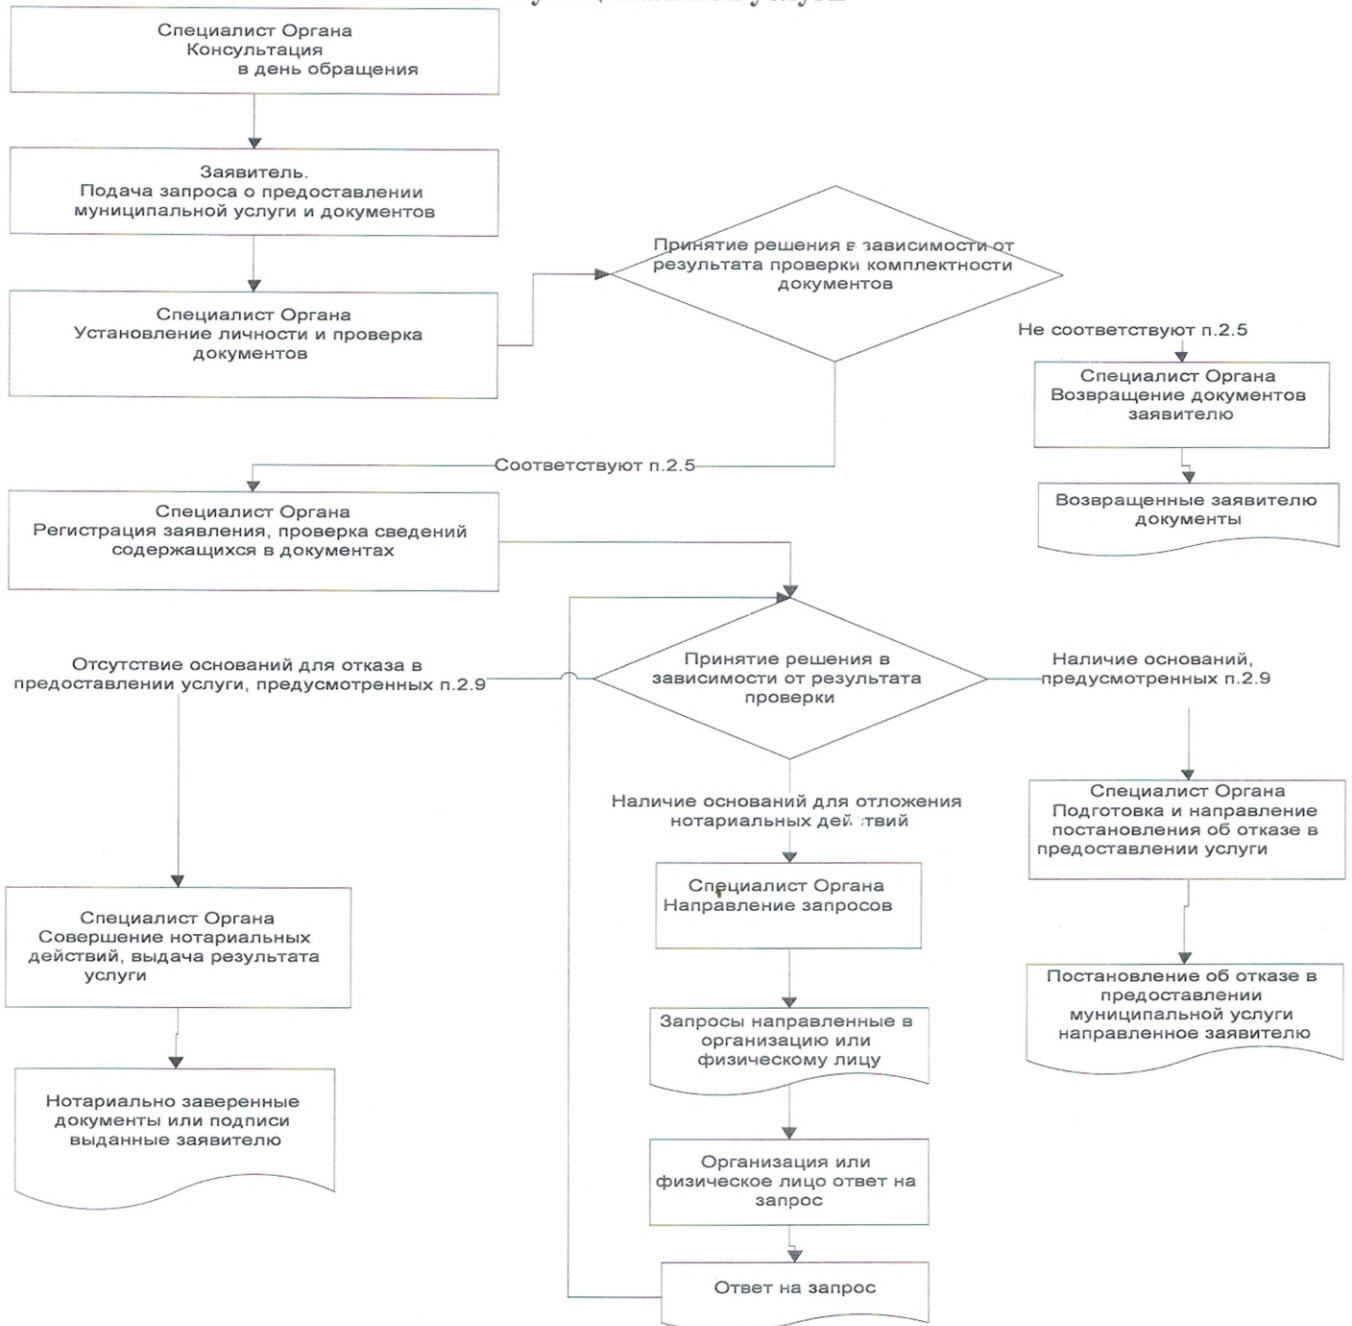 Специалист Органа
Консультация
в день обращения
Заявитель.
Подача запроса о предоставлении
муниципальной услуги и документов
Специалист Органа
Установление личности и проверка
документов
Принятие решения в зависимости от
результата проверки комплектности
документов
Не соответствуют п.2.5
Специалист Органа
Возвращение документов
заявителю
Возвращенные заявителю
документы
Соответствуют п.2.5
Специалист Органа
Регистрация заявления, проверка сведений
содержащихся в документах
Принятие решения в
зависимости от результата
проверки
Отсутствие оснований для отказа в
предоставлении услуги, предусмотренных п.2.9
Наличие оснований,
предусмотренных п.2.9
Наличие оснований для отложения
нотариальных действий
Специалист Органа
Подготовка и направление
постановления об отказе в
предоставлении услуги
Специалист Органа
Направление запросов
Специалист Органа
Совершение нотариальных
действий, выдача результата
услуги
Постановление об отказе в
предоставлении
муниципальной услуги
направленное заявителю
Запросы направленные в
организацию или
физическому лицу
Нотариально заверенные
документы или подписи
выданные заявителю
Организация или
физическое лицо ответ на
запрос
Ответ на запрос